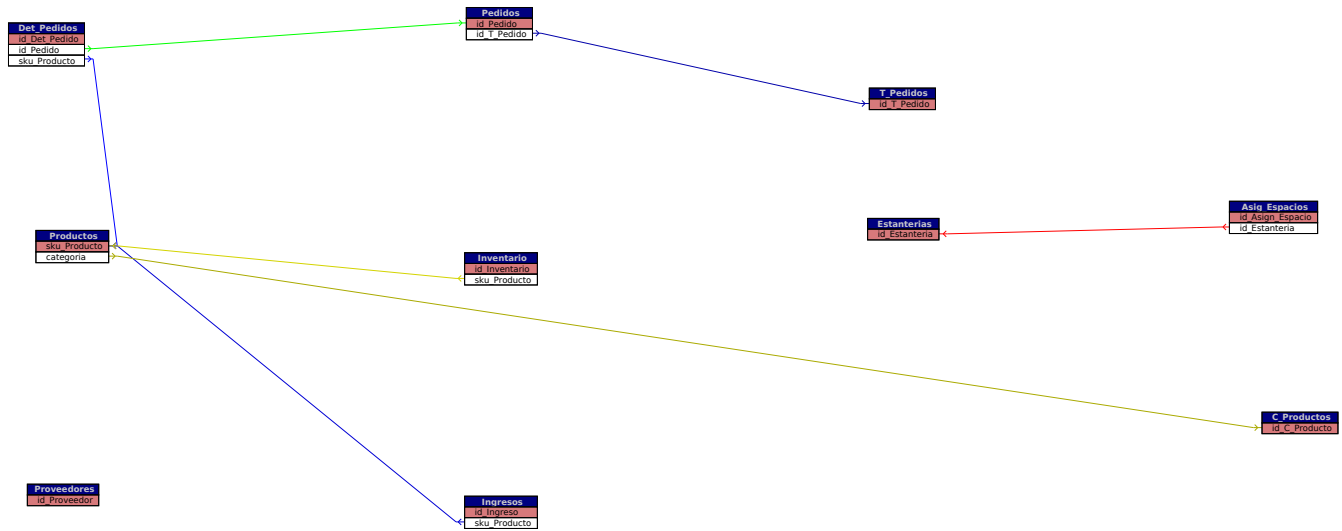 Det_Pedidos
id_Det_Pedido
id_Pedido
sku_Producto
Pedidos
id_Pedido
id_T_Pedido
T_Pedidos
id_T_Pedido
Productos
sku_Producto
categoria
Inventario
id_Inventario
sku_Producto
Estanterias
id_Estanteria
Asig_Espacios
id_Asign_Espacio
id_Estanteria
C_Productos
id_C_Producto
Proveedores
id_Proveedor
Ingresos
id_Ingreso
sku_Producto